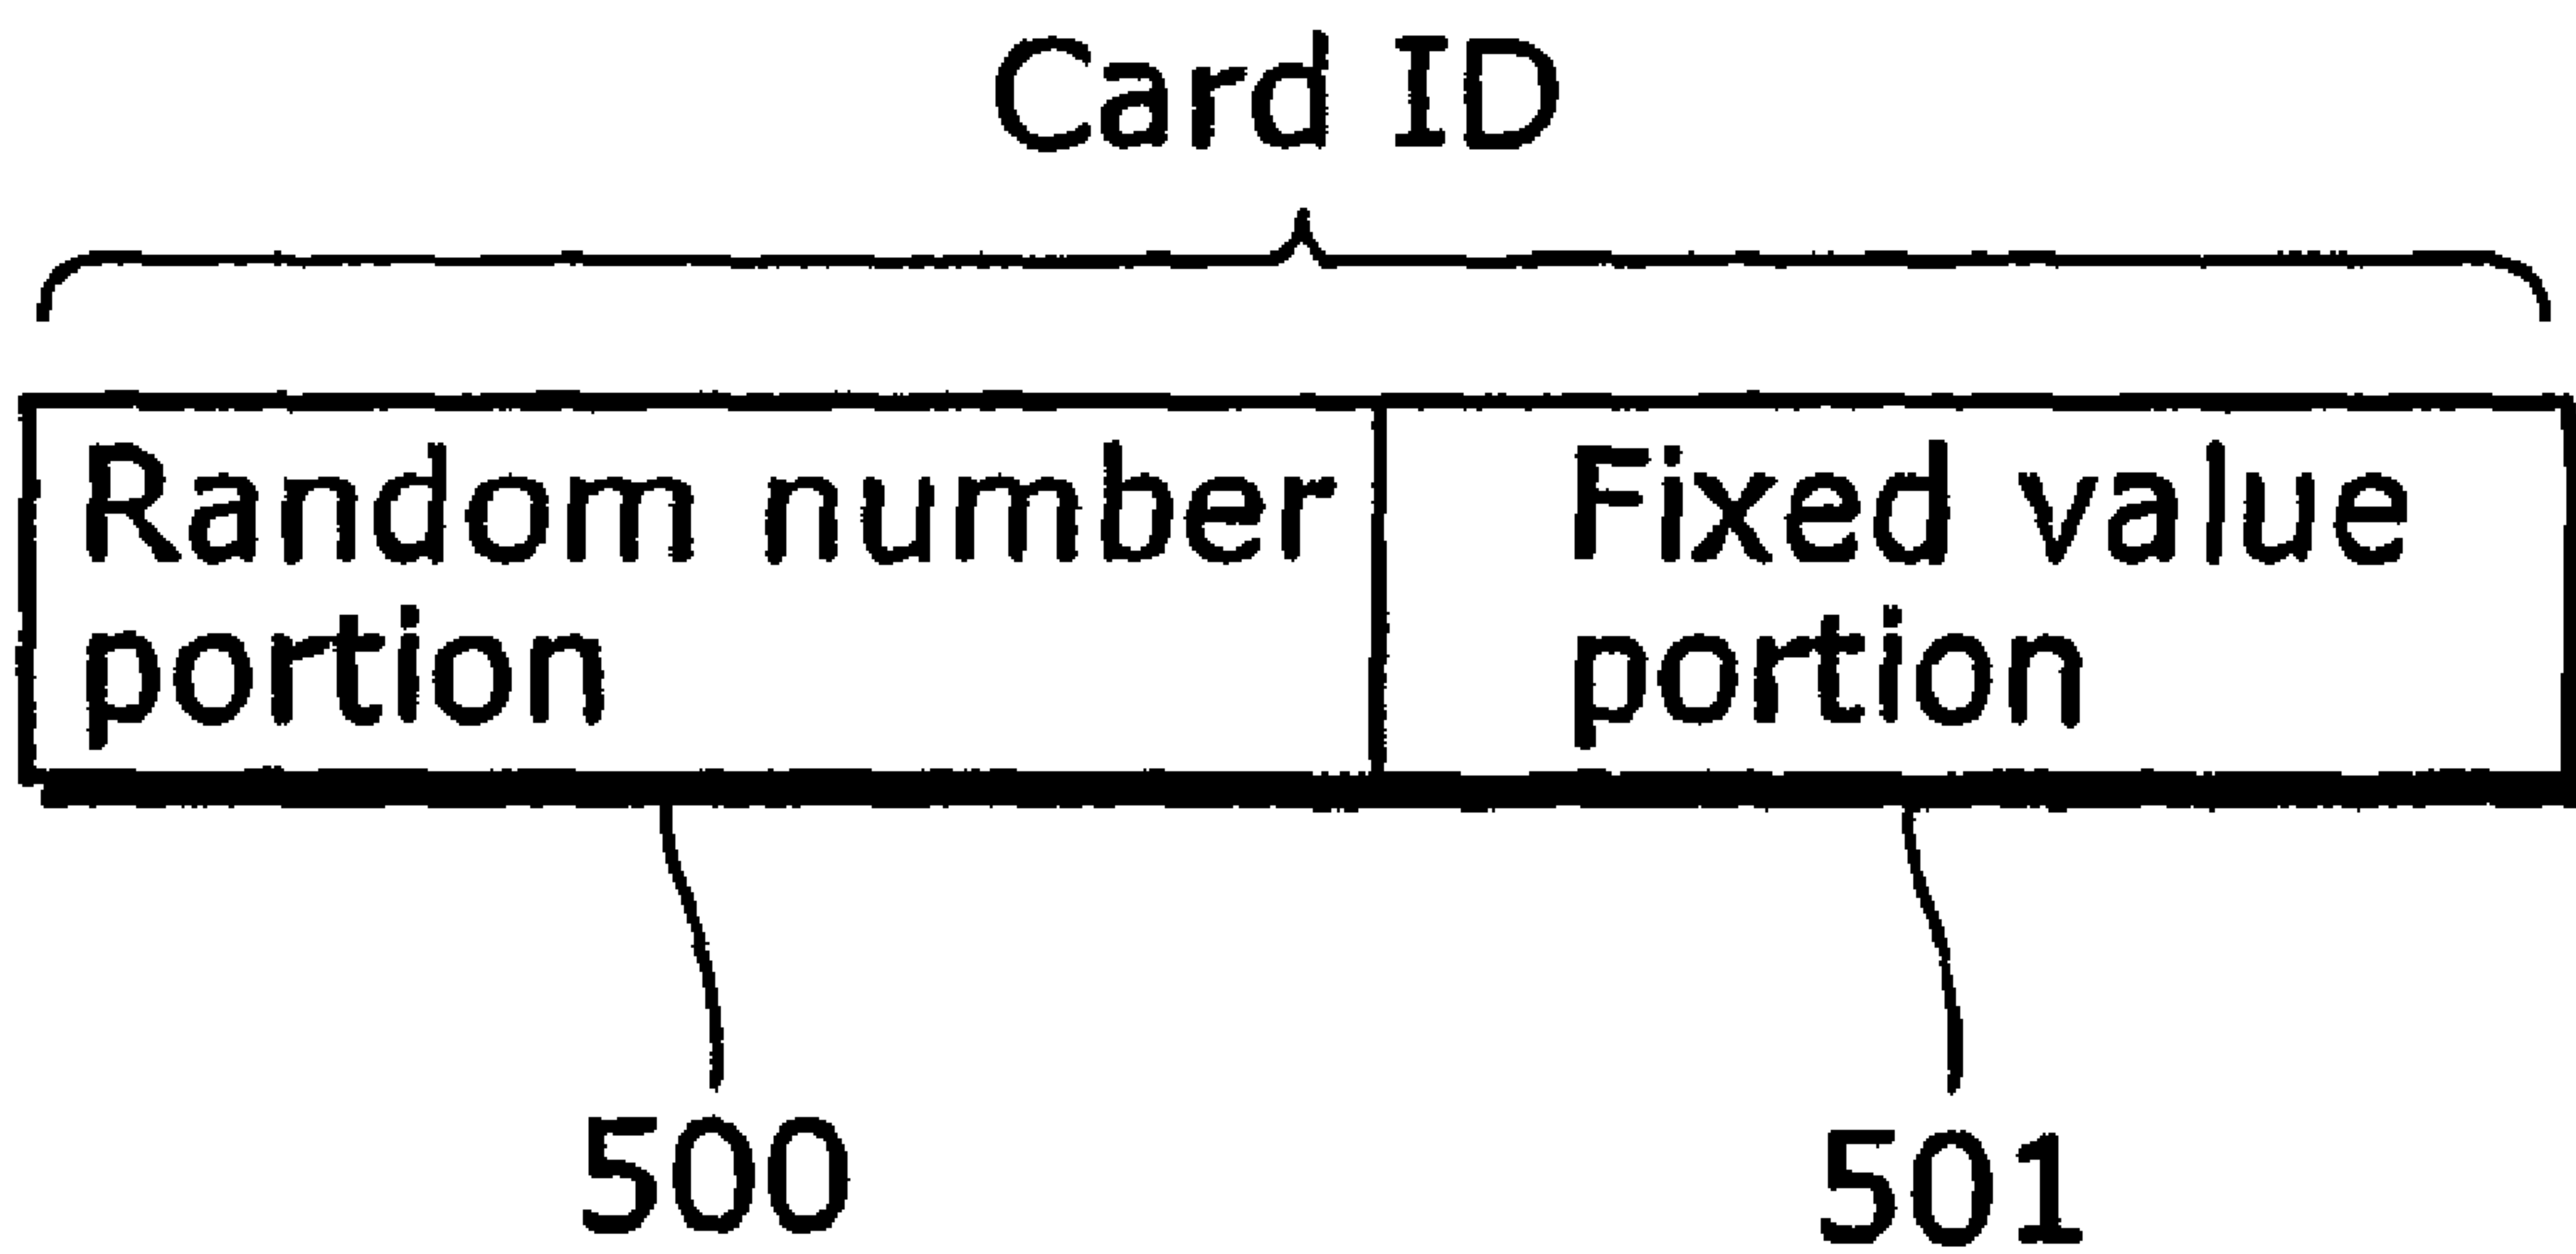 Card ID
Random number
portion
Fixed value
portion
500
501